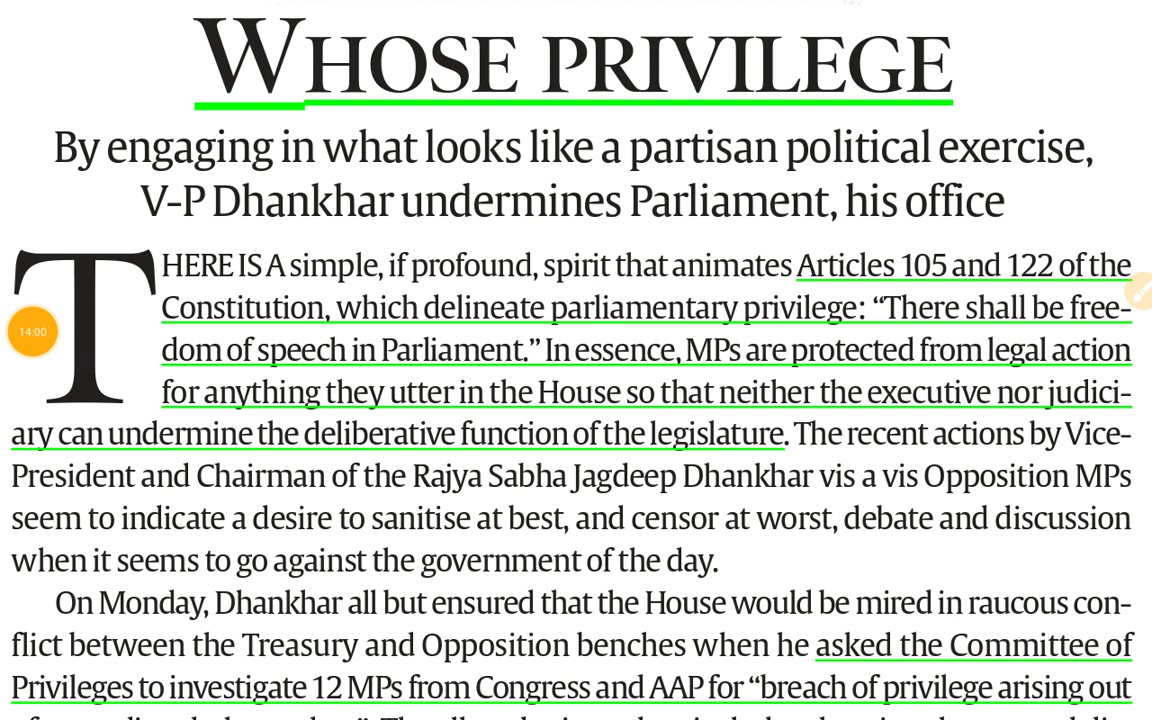 WHOSE PRIVILEGE
By engaging in what looks like a partisan political exercise,
V-P Dhankhar undermines Parliament, his office
THERE IS A simple, if profound, spirit that animates Articles 105 and 122 of the
Constitution, which delineate parliamentary privilege: “There shall be free-
14:00
dom of speech in Parliament.” In essence, MPs are protected from legal action
for anything they utter in the House so that neither the executive nor judici-
ary can undermine the deliberative function of the legislature. The recent actions by Vice-
President and Chairman of the Rajya Sabha Jagdeep Dhankhar vis a vis Opposition MPs
seem to indicate a desire to sanitise at best, and censor at worst, debate and discussion
when it seems to go against the government of the day.
On Monday, Dhankhar all but ensured that the House would be mired in raucous con-
flict between the Treasury and Opposition benches when he asked the Committee of
Privileges to investigate 12 MPs from Congress and AAP for “breach of privilege arising out